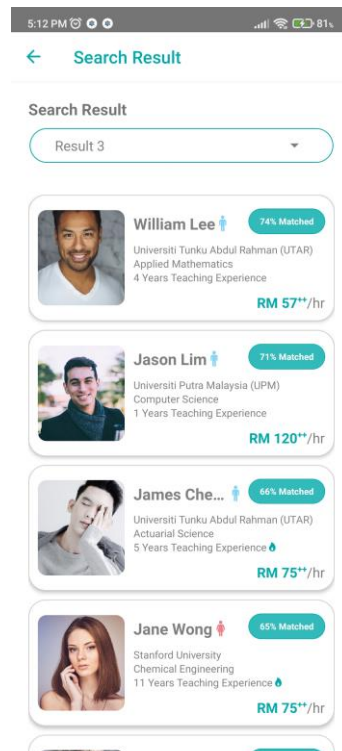 5:12 PM 81%
Search Result
Search Result
Result 3
William Lee 74% Matched
Universiti Tunku Abdul Rahman (UTAR)
Applied Mathematics
4 Years Teaching Experience
RM 57⁺⁺/hr
Jason Lim 71% Matched
Universiti Putra Malaysia (UPM)
Computer Science
1 Years Teaching Experience
RM 120⁺⁺/hr
James Che... 66% Matched
Universiti Tunku Abdul Rahman (UTAR)
Actuarial Science
5 Years Teaching Experience
RM 75⁺⁺/hr
Jane Wong 65% Matched
Stanford University
Chemical Engineering
11 Years Teaching Experience
RM 75⁺⁺/hr